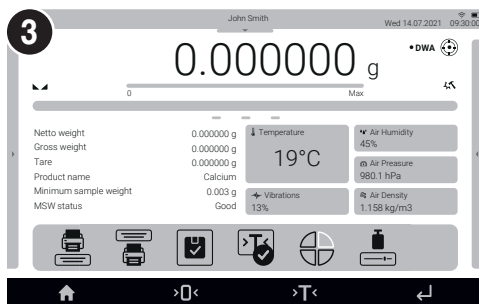 3
John Smith
Wed 14.07.2021 09:30:00
0.000000 g
DWA
0 Max
Netto weight 0.000000 g
Gross weight 0.000000 g
Tare 0.000000 g
Product name Calcium
Minimum sample weight 0.003 g
MSW status Good
Temperature
19°C
Vibrations
13%
Air Humidity
45%
Air Preasure
980.1 hPa
Air Density
1.158 kg/m3
>T<
>0<
>T<